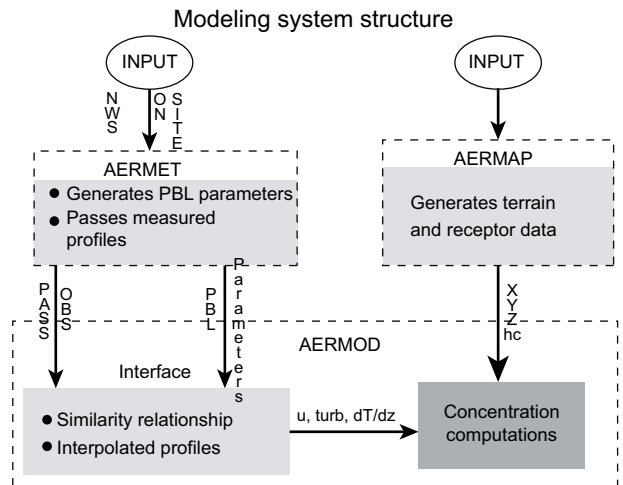 Modeling system structure
INPUT
INPUT
NWS
ON
SITE
AERMET
● Generates PBL parameters
● Passes measured
profiles
AERMAP
Generates terrain
and receptor data
PASS
OBS
PBL
Parameters
X
Y
Z
hc
AERMOD
Interface
● Similarity relationship
● Interpolated profiles
u, turb, dT/dz
Concentration
computations